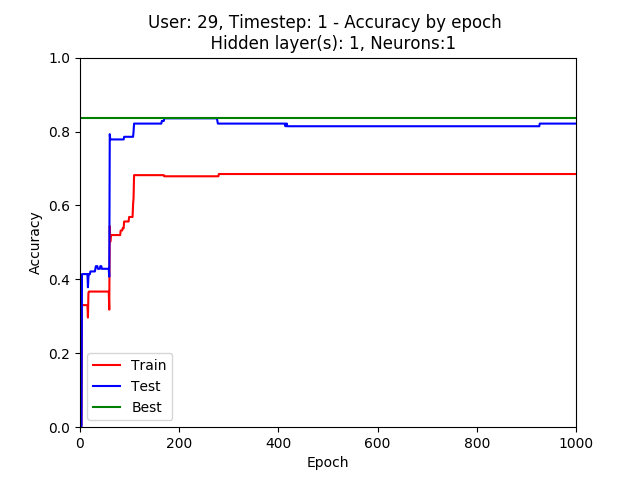 User: 29, Timestep: 1 - Accuracy by epoch
Hidden layer(s): 1, Neurons:1
1.0
0.8
0.6
0.4
0.2
0.0
Accuracy
Train
Test
Best
0 200 400 600 800 1000
Epoch